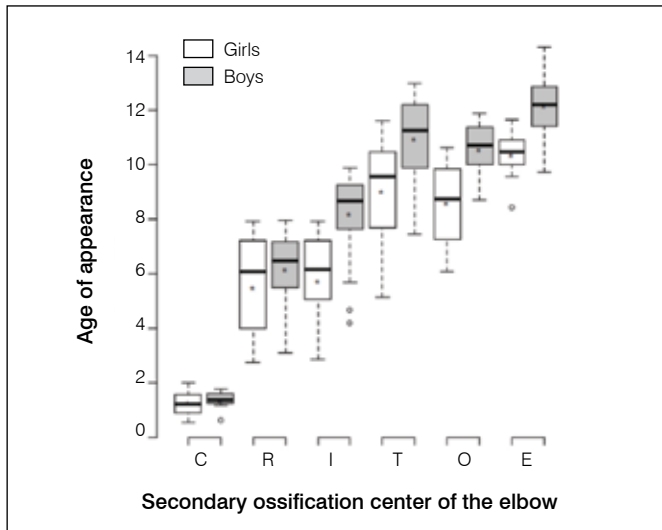 Girls
Boys
14
12
10
8
6
4
2
0
Age of appearance
C R I T O E
Secondary ossification center of the elbow